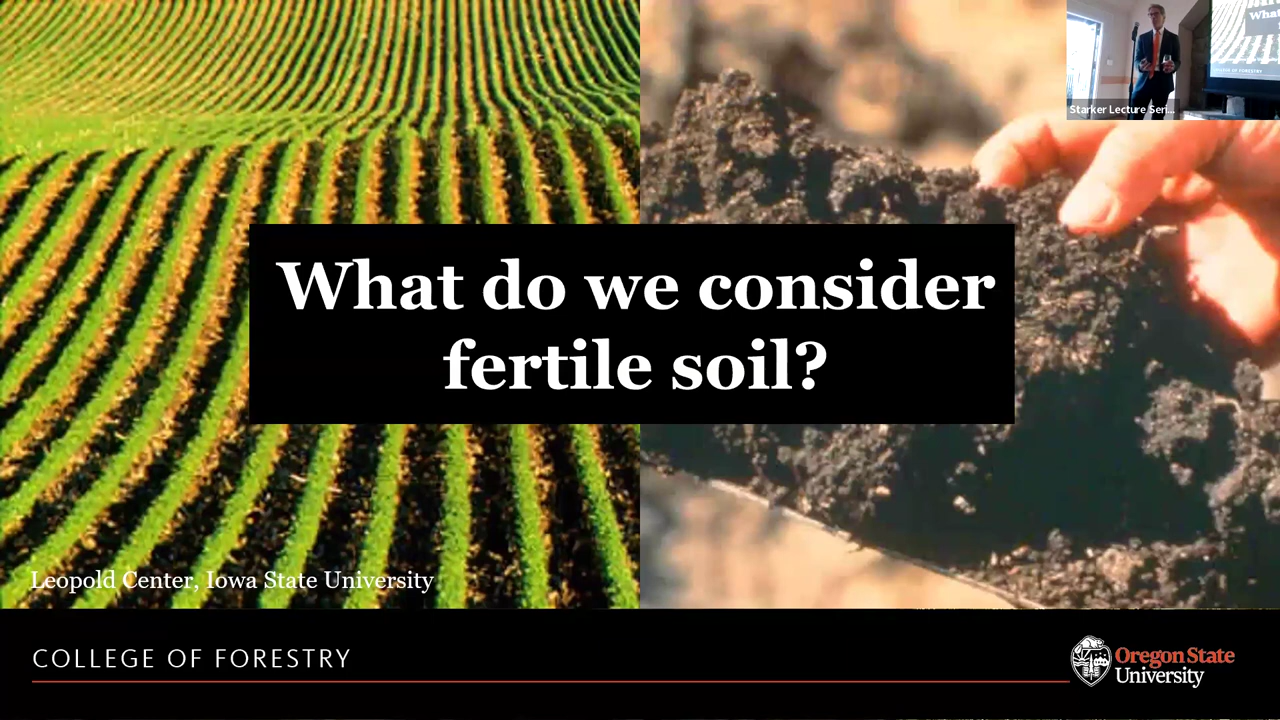 Starker Lecture Seri...
What do we consider
fertile soil?
Leopold Center, Iowa State University
COLLEGE OF FORESTRY
Oregon State
University